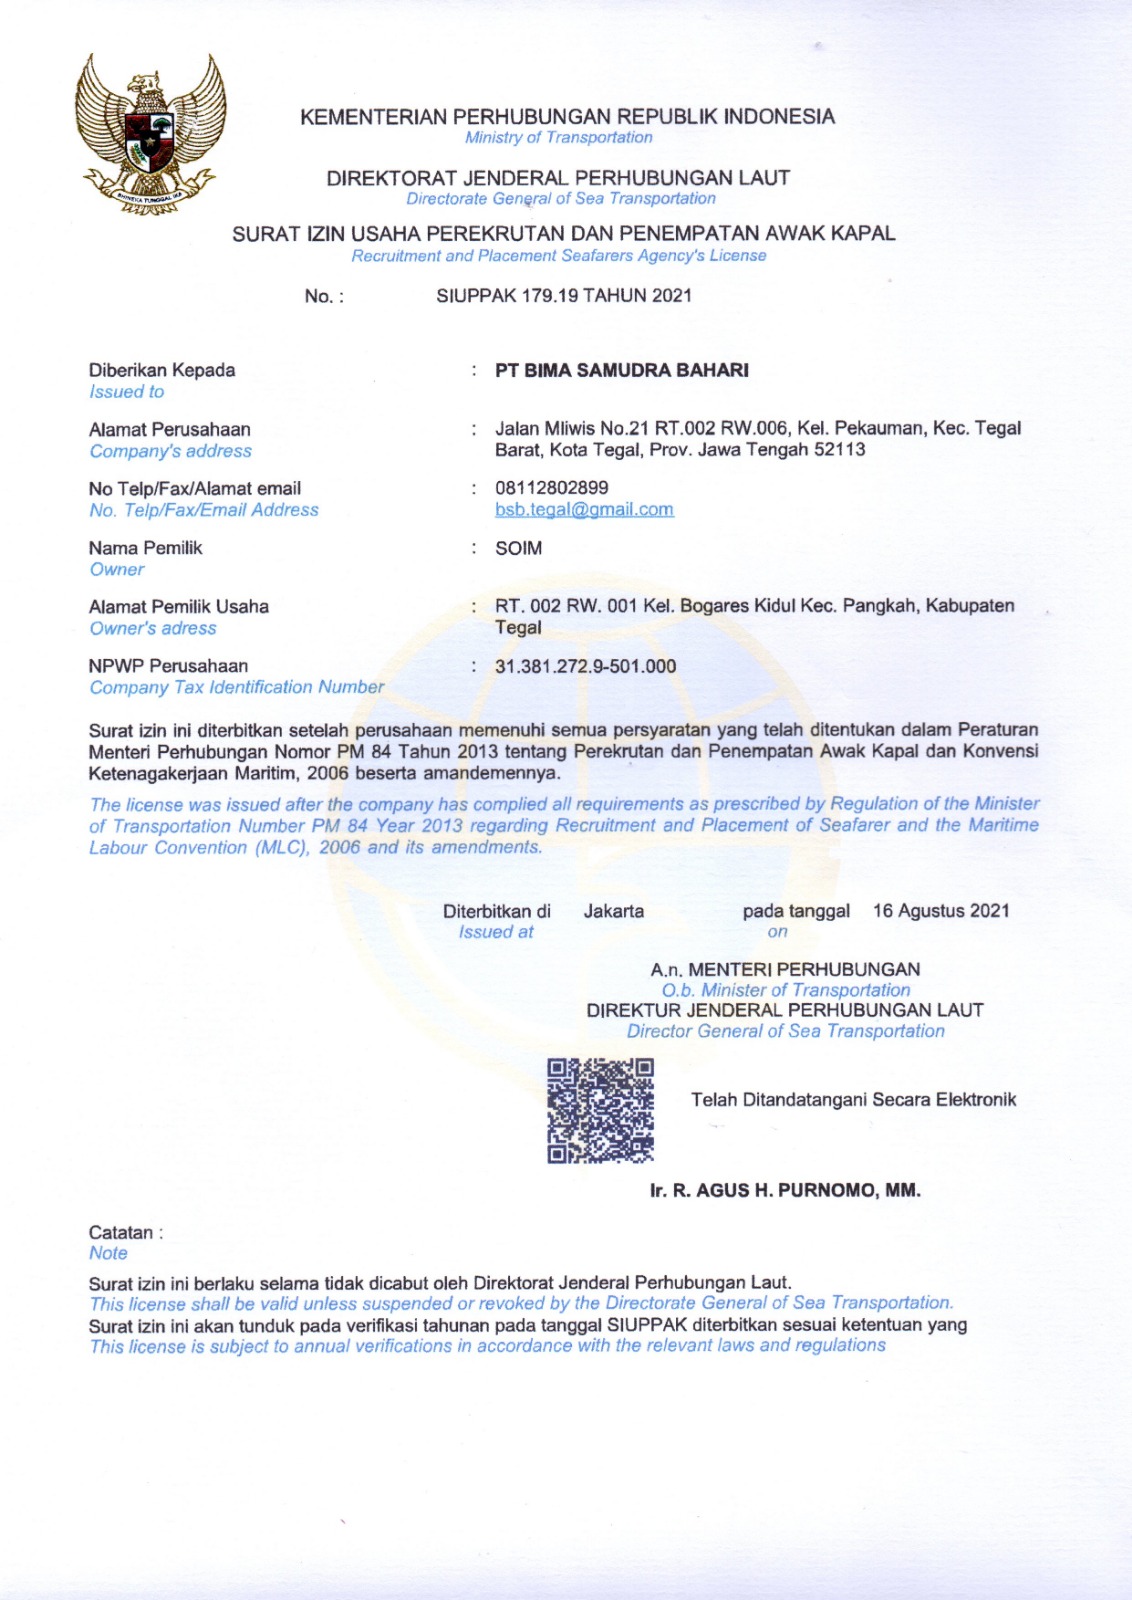 BHINEKA TUNGGAL IKA
KEMENTERIAN PERHUBUNGAN REPUBLIK INDONESIA
Ministry of Transportation
DIREKTORAT JENDERAL PERHUBUNGAN LAUT
Directorate General of Sea Transportation
SURAT IZIN USAHA PEREKRUTAN DAN PENEMPATAN AWAK KAPAL
Recruitment and Placement Seafarers Agency's License
No. : SIUPPAK 179.19 TAHUN 2021
Diberikan Kepada : PT BIMA SAMUDRA BAHARI
Issued to
Alamat Perusahaan : Jalan Mliwis No.21 RT.002 RW.006, Kel. Pekauman, Kec. Tegal
Company's address Barat, Kota Tegal, Prov. Jawa Tengah 52113
No Telp/Fax/Alamat email : 08112802899
No. Telp/Fax/Email Address bsb.tegal@gmail.com
Nama Pemilik : SOIM
Owner
Alamat Pemilik Usaha : RT. 002 RW. 001 Kel. Bogares Kidul Kec. Pangkah, Kabupaten
Owner's adress Tegal
NPWP Perusahaan : 31.381.272.9-501.000
Company Tax Identification Number
Surat izin ini diterbitkan setelah perusahaan memenuhi semua persyaratan yang telah ditentukan dalam Peraturan
Menteri Perhubungan Nomor PM 84 Tahun 2013 tentang Perekrutan dan Penempatan Awak Kapal dan Konvensi
Ketenagakerjaan Maritim, 2006 beserta amandemennya.
The license was issued after the company has complied all requirements as prescribed by Regulation of the Minister
of Transportation Number PM 84 Year 2013 regarding Recruitment and Placement of Seafarer and the Maritime
Labour Convention (MLC), 2006 and its amendments.
Diterbitkan di Jakarta pada tanggal 16 Agustus 2021
Issued at on
A.n. MENTERI PERHUBUNGAN
O.b. Minister of Transportation
DIREKTUR JENDERAL PERHUBUNGAN LAUT
Director General of Sea Transportation
Telah Ditandatangani Secara Elektronik
Ir. R. AGUS H. PURNOMO, MM.
Catatan :
Note
Surat izin ini berlaku selama tidak dicabut oleh Direktorat Jenderal Perhubungan Laut.
This license shall be valid unless suspended or revoked by the Directorate General of Sea Transportation.
Surat izin ini akan tunduk pada verifikasi tahunan pada tanggal SIUPPAK diterbitkan sesuai ketentuan yang
This license is subject to annual verifications in accordance with the relevant laws and regulations